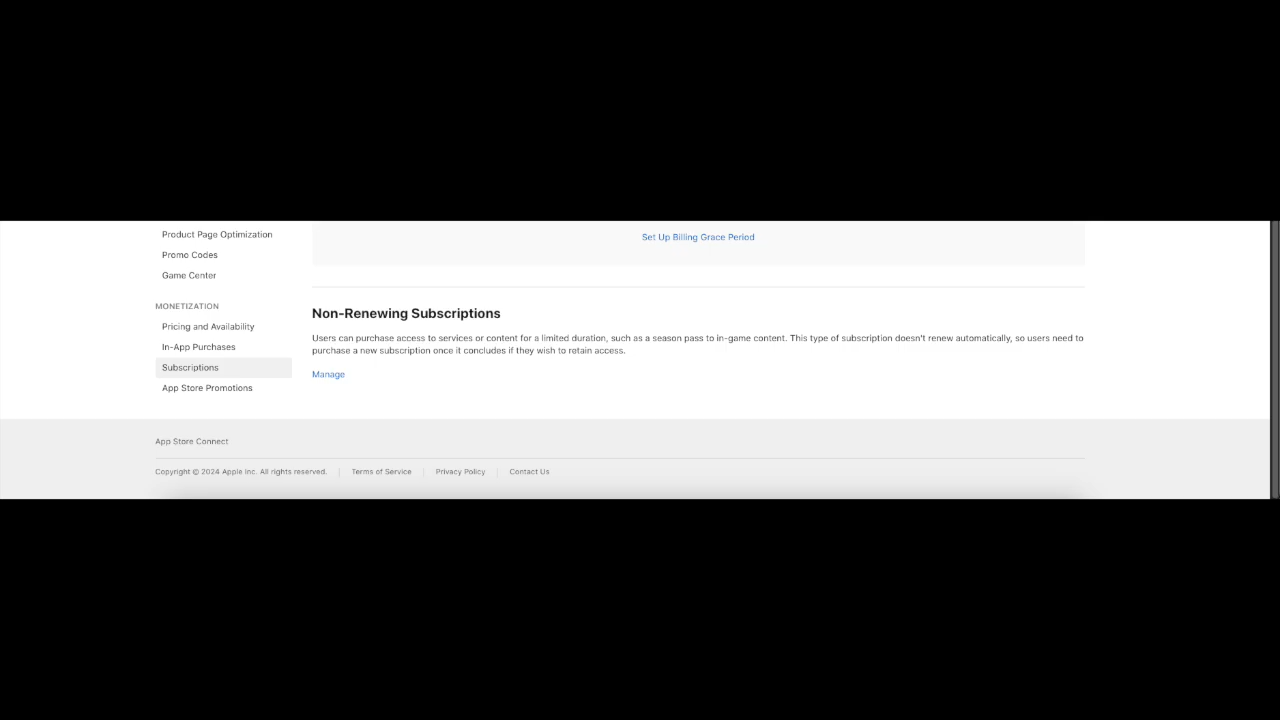 Product Page Optimization
Promo Codes
Game Center
MONETIZATION
Pricing and Availability
In-App Purchases
Subscriptions
App Store Promotions
Set Up Billing Grace Period
Non-Renewing Subscriptions
Users can purchase access to services or content for a limited duration, such as a season pass to in-game content. This type of subscription doesn't renew automatically, so users need to
purchase a new subscription once it concludes if they wish to retain access.
Manage
App Store Connect
Copyright © 2024 Apple Inc. All rights reserved. Terms of Service Privacy Policy Contact Us